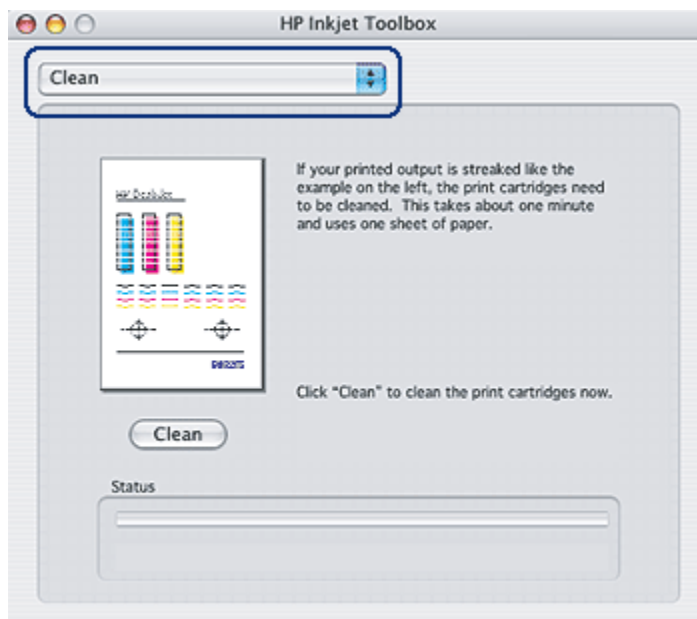 HP Inkjet Toolbox
Clean
If your printed output is streaked like the
example on the left, the print cartridges need
to be cleaned. This takes about one minute
and uses one sheet of paper.
Click "Clean" to clean the print cartridges now.
Clean
Status